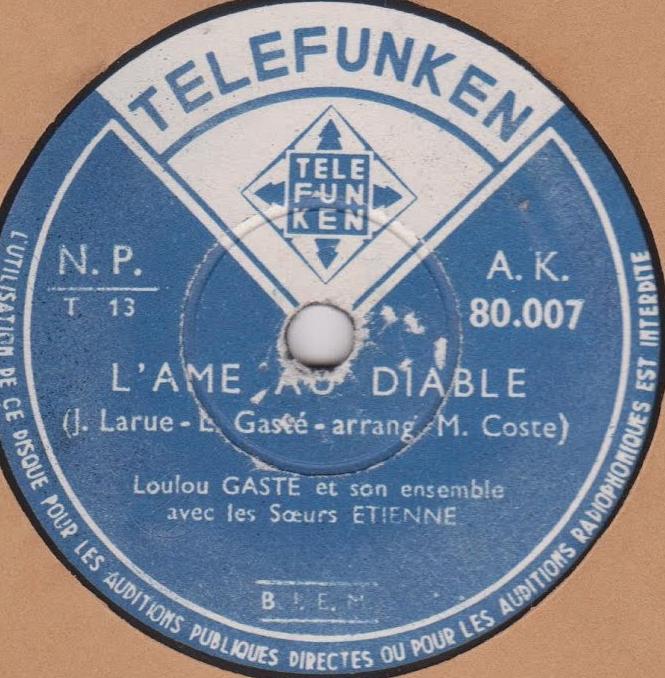 TELEFUNKEN
TELE
FUN
KEN
N. P.
T 13
A. K.
80.007
L'AME AU DIABLE
(J. Larue - L. Gasté - arrang. M. Coste)
Loulou GASTÉ et son ensemble
avec les Sœurs ETIENNE
B. I. E. M.
L'UTILISATION DE CE DISQUE POUR LES AUDITIONS PUBLIQUES DIRECTES OU POUR LES AUDITIONS RADIOPHONIQUES EST INTERDITE